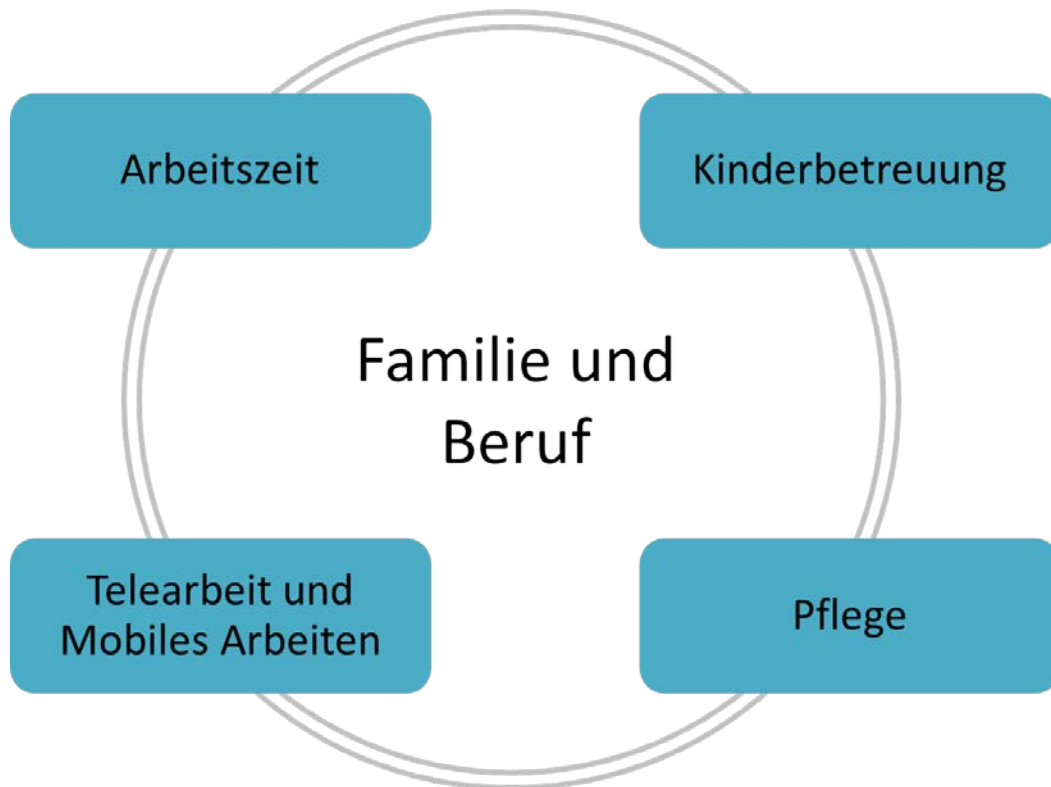 Arbeitszeit
Kinderbetreuung
Familie und
Beruf
Telearbeit und
Mobiles Arbeiten
Pflege